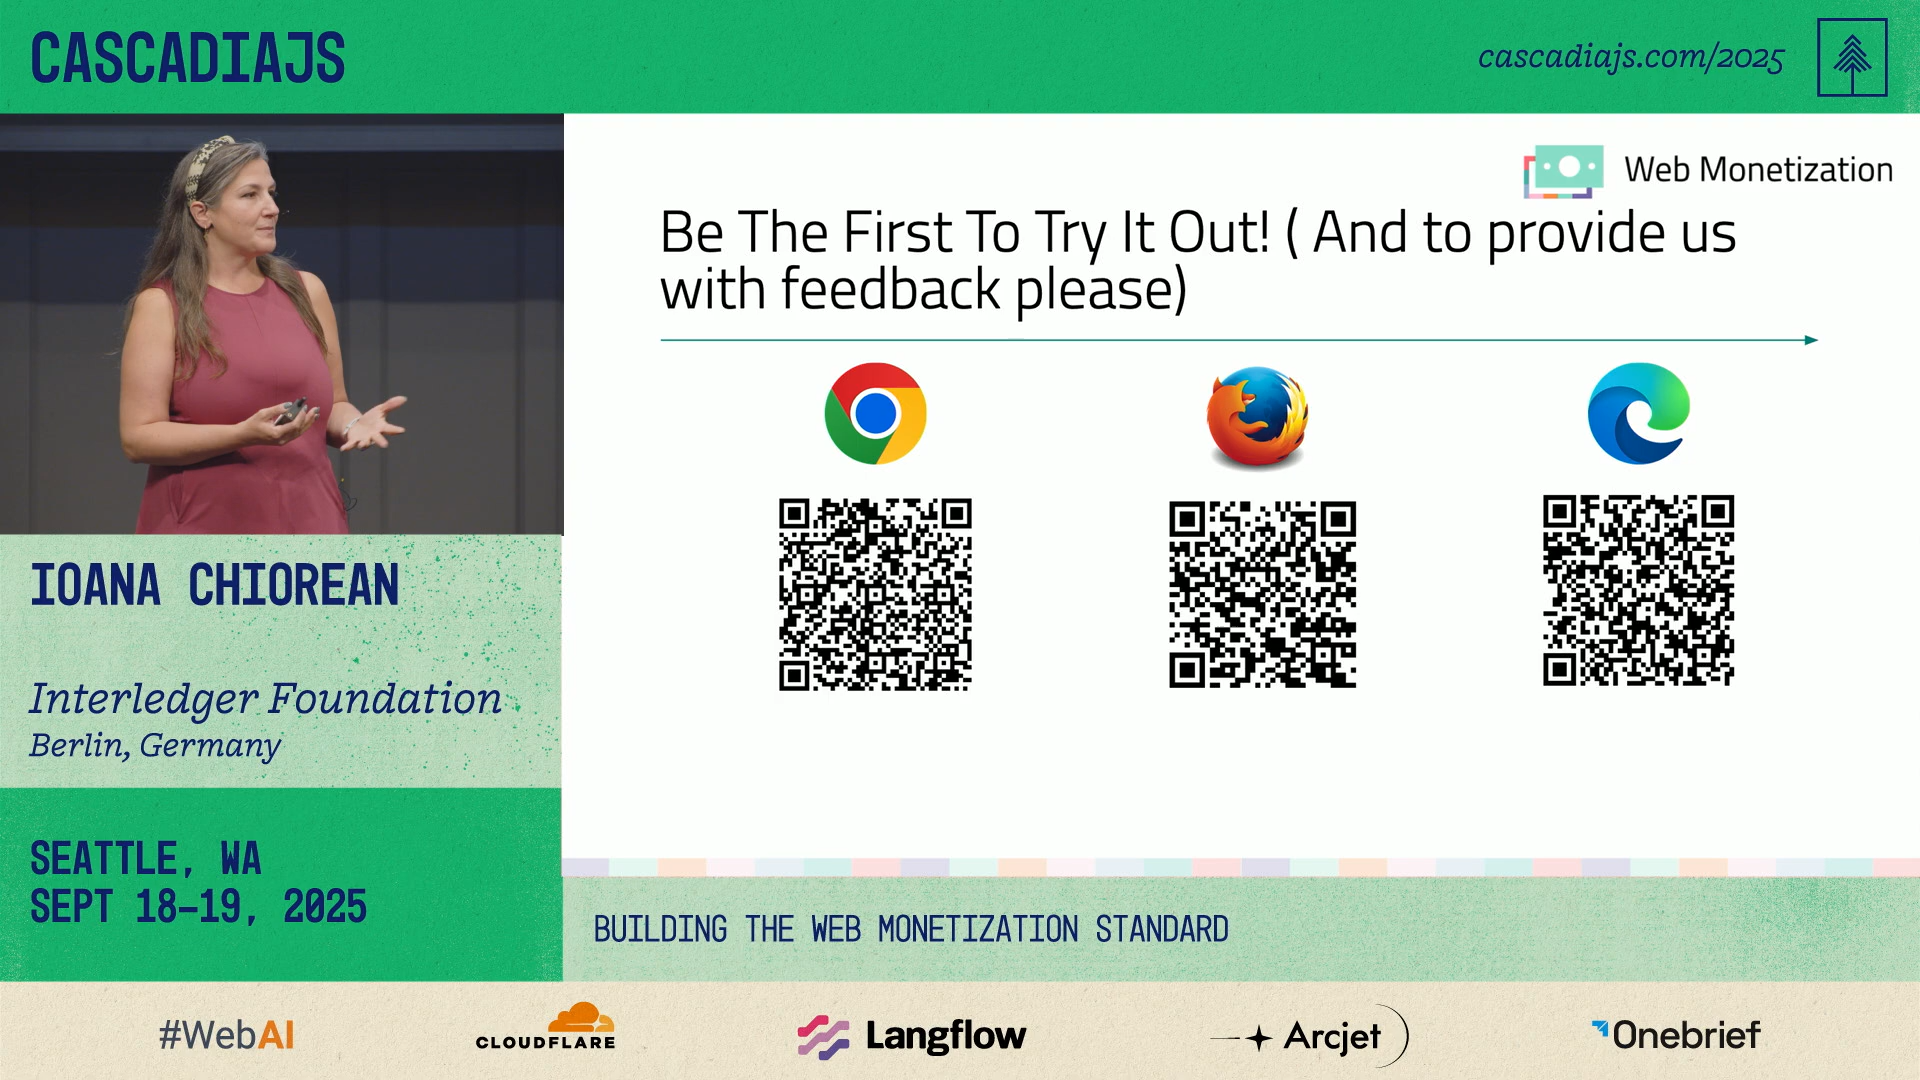 CASCADIAJS
cascadiajs.com/2025
Web Monetization
Be The First To Try It Out! ( And to provide us
with feedback please)
IOANA CHIOREAN
Interledger Foundation
Berlin, Germany
SEATTLE, WA
SEPT 18-19, 2025
BUILDING THE WEB MONETIZATION STANDARD
#WebAI
CLOUDFLARE
Langflow
Arcjet
Onebrief